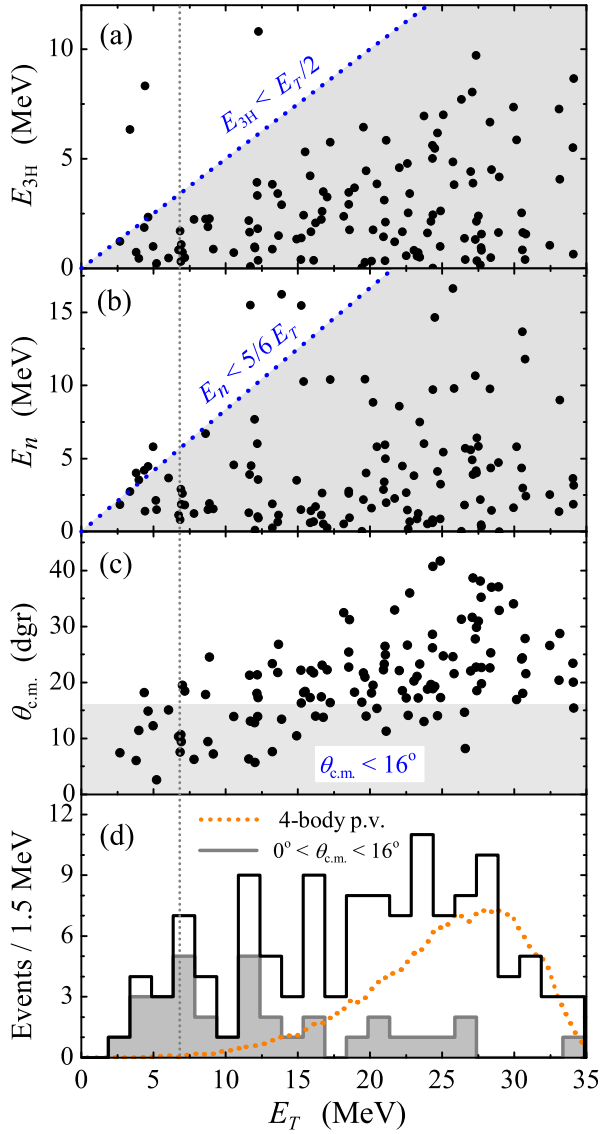 (a)
10
5
0
E3H (MeV)
E3H < ET/2
(b)
15
10
5
0
En (MeV)
En < 5/6 ET
(c)
40
30
20
10
0
θc.m. (dgr)
θc.m. < 16°
(d)
4-body p.v.
0° < θc.m. < 16°
12
9
6
3
0
Events / 1.5 MeV
0 5 10 15 20 25 30 35
ET (MeV)